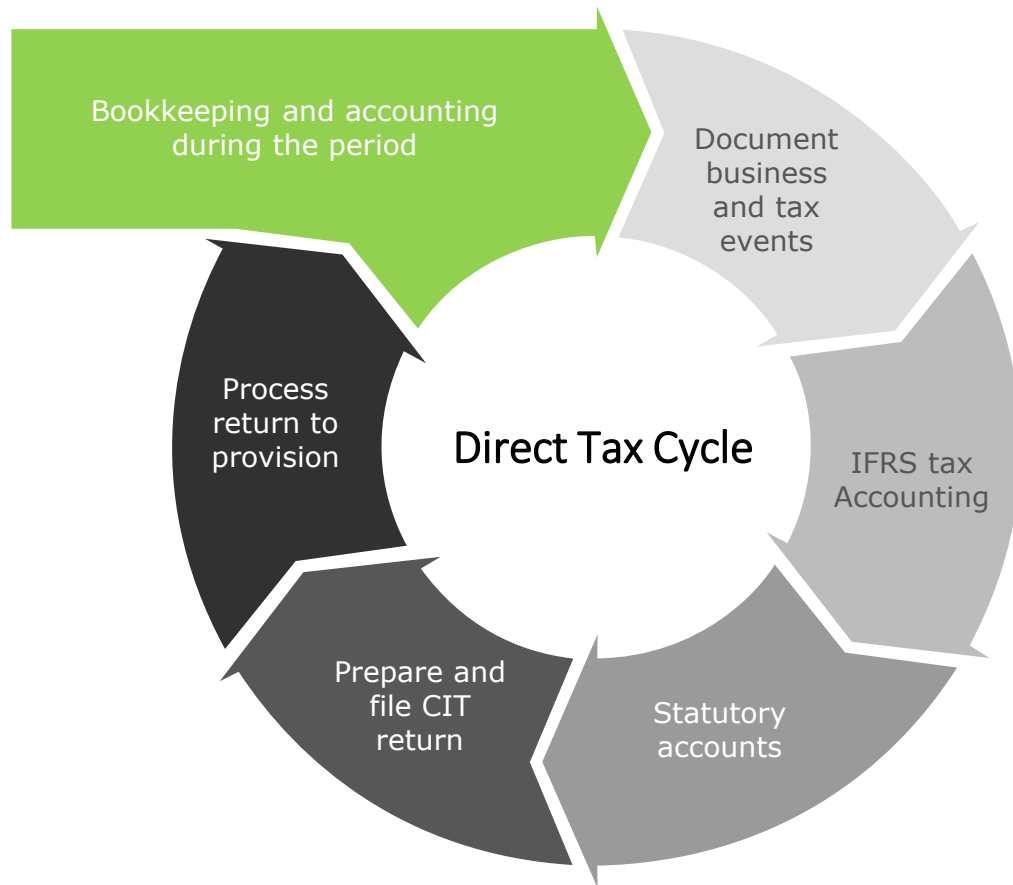 Bookkeeping and accounting
during the period
Document
business
and tax
events
IFRS tax
Accounting
Statutory
accounts
Prepare and
file CIT
return
Process
return to
provision
Direct Tax Cycle